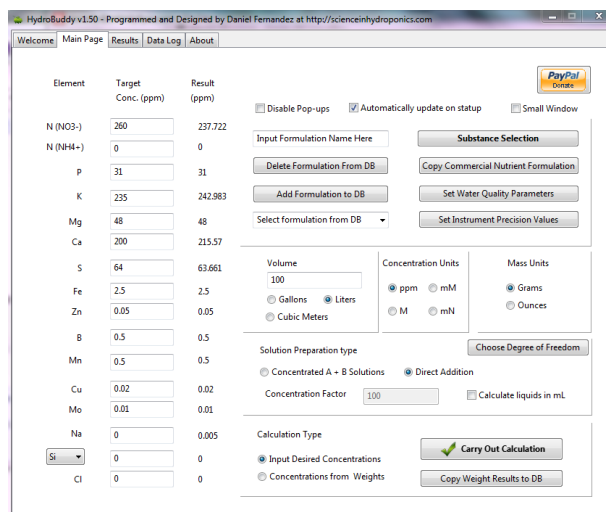 HydroBuddy v1.50 - Programmed and Designed by Daniel Fernandez at http://scienceinhydroponics.com
Welcome Main Page Results Data Log About
PayPal
Donate
Element Target Conc. (ppm) Result (ppm)
Disable Pop-ups Automatically update on statup Small Window
N (NO3-) 260 237.722
N (NH4+) 0 0
P 31 31
K 235 242.983
Mg 48 48
Ca 200 215.57
S 64 63.661
Fe 2.5 2.5
Zn 0.05 0.05
B 0.5 0.5
Mn 0.5 0.5
Cu 0.02 0.02
Mo 0.01 0.01
Na 0 0.005
Si 0 0
Cl 0 0
Input Formulation Name Here Substance Selection
Delete Formulation From DB Copy Commercial Nutrient Formulation
Add Formulation to DB Set Water Quality Parameters
Select formulation from DB Set Instrument Precision Values
Volume Concentration Units Mass Units
100
ppm mM Grams
Gallons Liters
M mN Ounces
Cubic Meters
Solution Preparation type Choose Degree of Freedom
Concentrated A + B Solutions Direct Addition
Concentration Factor 100 Calculate liquids in mL
Calculation Type
Carry Out Calculation
Input Desired Concentrations
Concentrations from Weights Copy Weight Results to DB